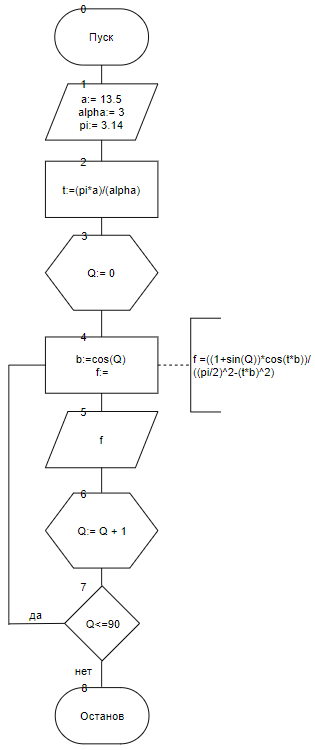 0
Пуск
1
a:= 13.5
alpha:= 3
pi:= 3.14
2
t:=(pi*a)/(alpha)
3
Q:= 0
4
b:=cos(Q)
f:=
f =((1+sin(Q))*cos(t*b))/
((pi/2)^2-(t*b)^2)
5
f
6
Q:= Q + 1
7
Q<=90
да
нет
8
Останов